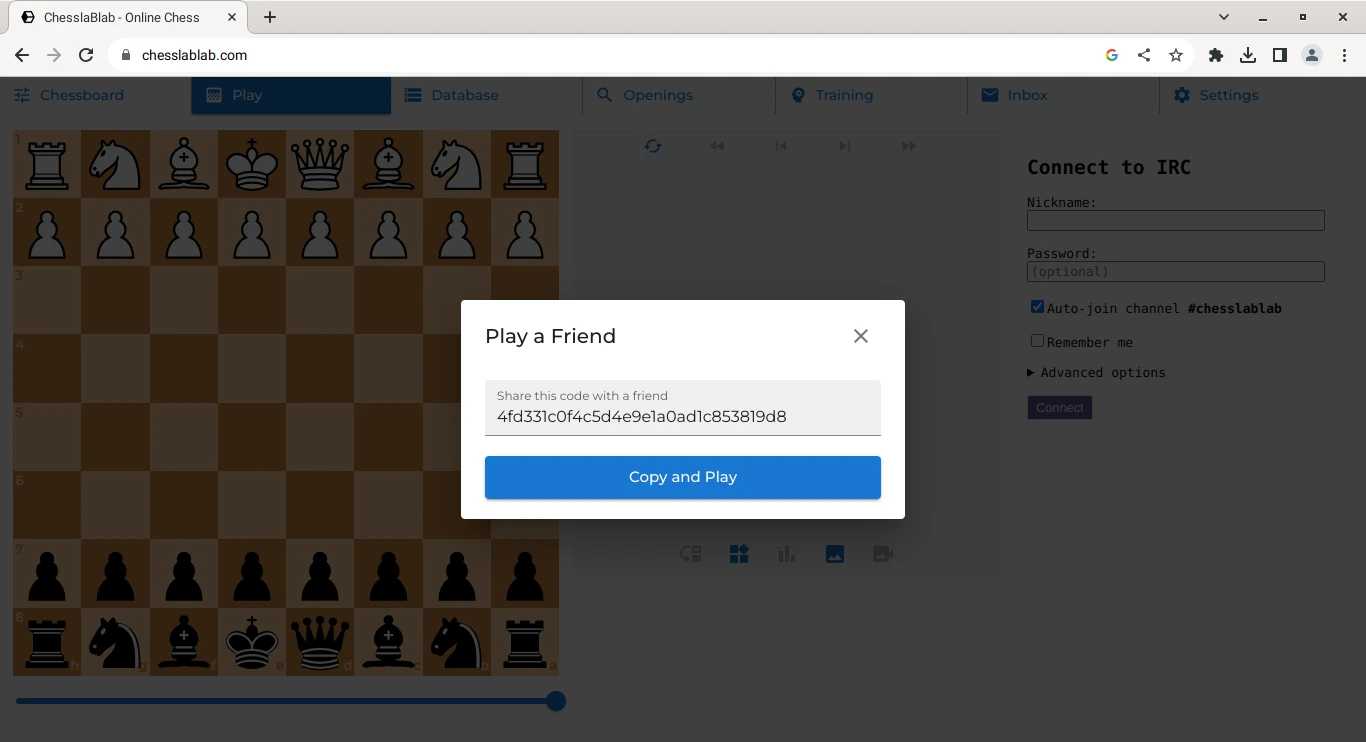 ChesslaBlab - Online Chess
chesslablab.com
Chessboard
Play
Database
Openings
Training
Inbox
Settings
1
2
3
4
5
6
7
8
h g f e d c b a
Connect to IRC
Nickname:
Password:
(optional)
Auto-join channel #chesslablab
Remember me
Advanced options
Connect
Play a Friend
Share this code with a friend
4fd331c0f4c5d4e9e1a0ad1c853819d8
Copy and Play